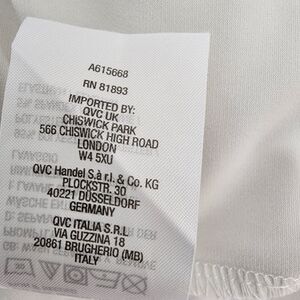 A615668
RN 81893
IMPORTED BY:
QVC UK
CHISWICK PARK
566 CHISWICK HIGH ROAD
LONDON
W4 5XU
QVC Handel S.à r.l. & Co. KG
PLOCKSTR. 30
40221 DÜSSELDORF
GERMANY
QVC ITALIA S.R.L
VIA GUZZINA 18
20861 BRUGHERIO (MB)
ITALY